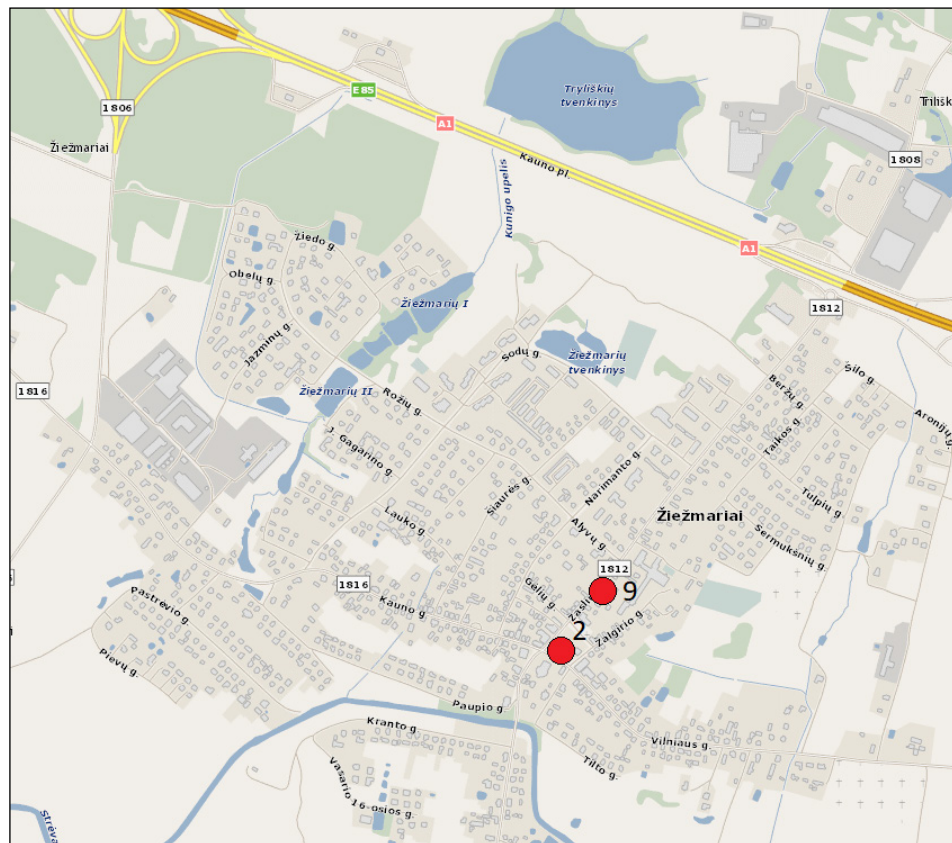 E85
Tryliškių
tvenkinys
1806
A1
Žiežmariai
Kauno pl.
1808
Kunigo upelis
A1
Žiedo g.
Obelų g.
Žiežmarių I
1812
Jazminų g.
Sodų g.
Žiežmarių
tvenkinys
Šilo g.
1816
Žiežmarių II
Rožių g.
Beržų g.
Aronijų g.
Taikos g.
J. Gagarino g.
Narimanto g.
Šiaurės g.
Tulpių g.
Lauko g.
Alyvų g.
Žiežmariai
Šermukšnių g.
1812
1816
Gėlių g.
9
Pastrėvio g.
Kauno g.
2
Žalgirio g.
Pievų g.
Paupio g.
Kranto g.
Vilniaus g.
Tilto g.
Vasario 16-osios g.
Strėva